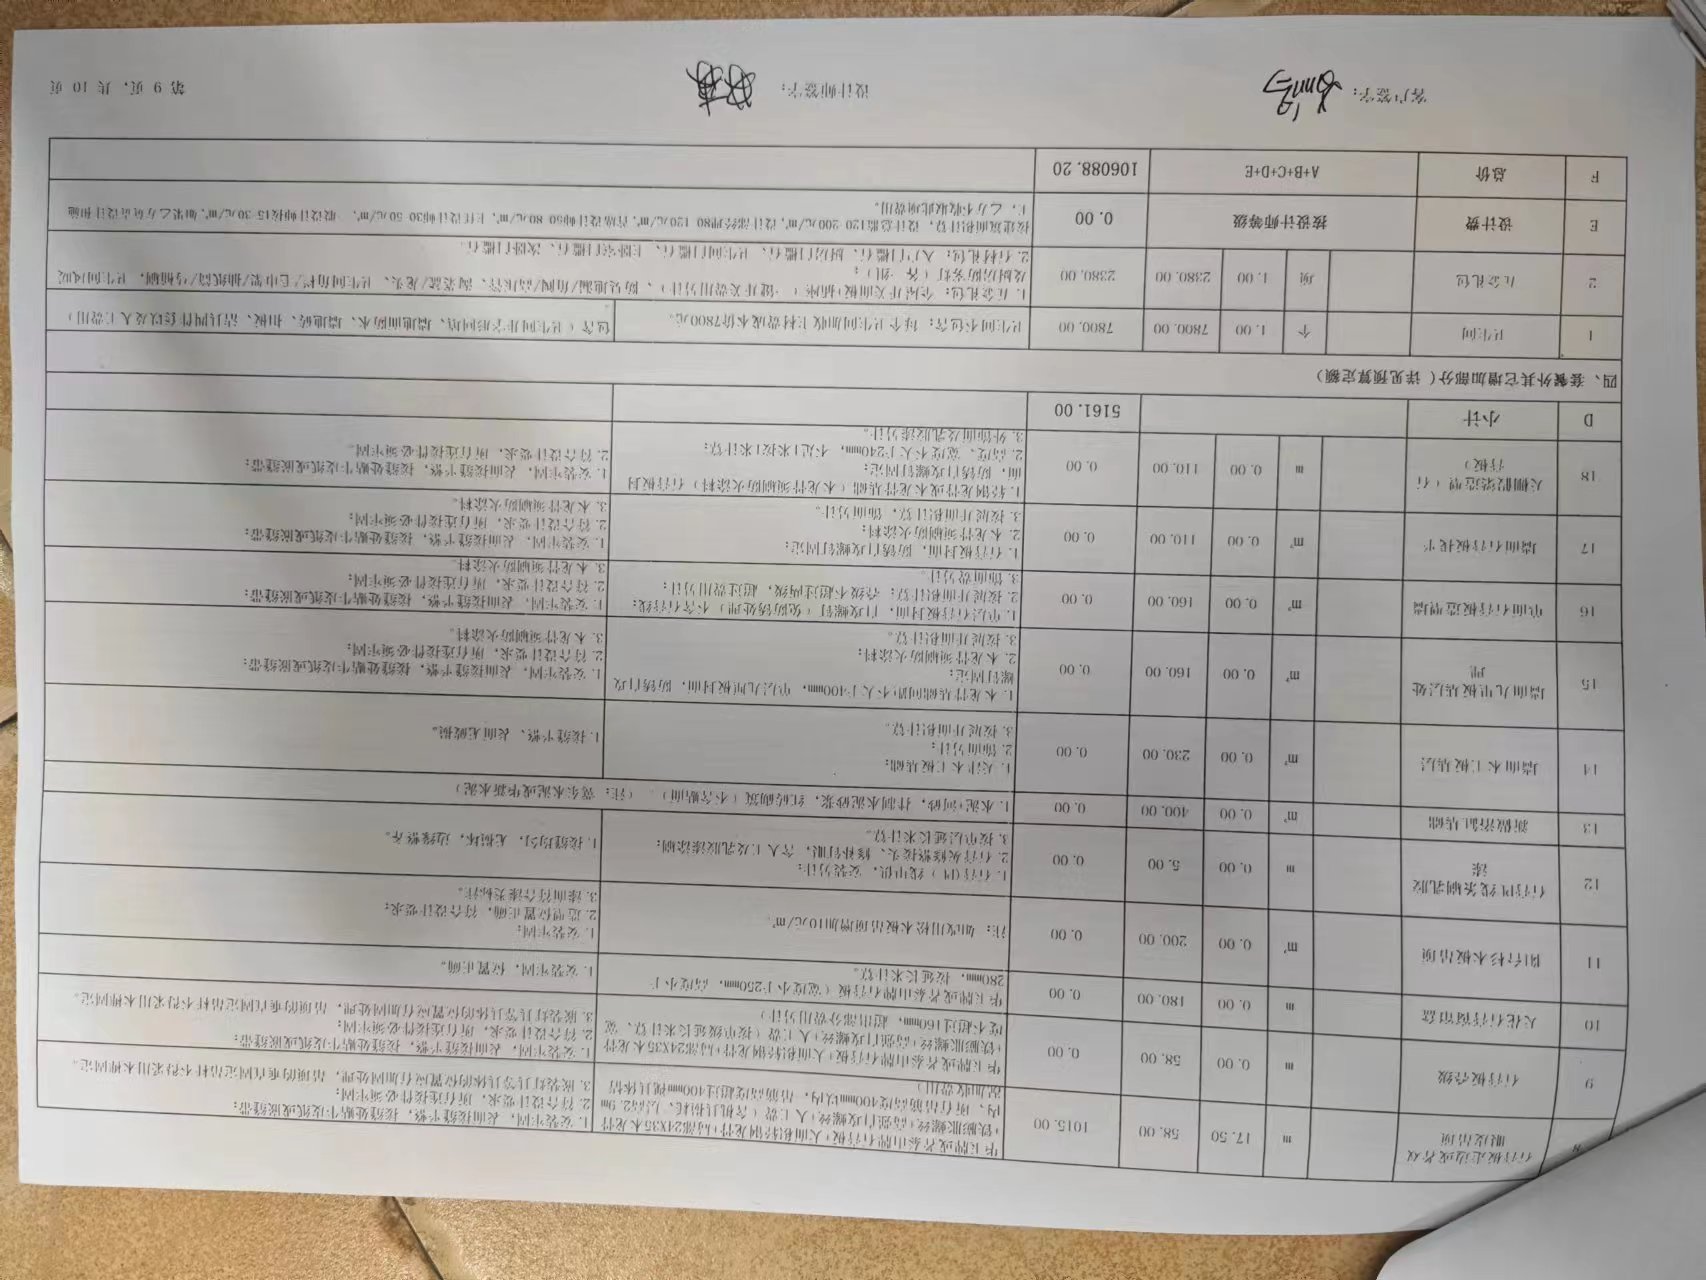 8 石膏板走边或者双眼皮吊顶 m 17.50 58.00 1015.00
华玉牌或者泰山牌石膏板+大面积轻钢龙骨+局部24X35木龙骨
+铁膨胀螺丝+高强自攻螺丝+人工费（含机具损耗、层高2.9m
内、所有吊筋高度400mm以内，吊筋高度超过400mm视具体情
况加收费用）
1.安装牢固，表面接缝平整，接缝处贴牛皮纸或嵌缝带；
2.符合设计要求，所有连接件必须牢固；
3.嵌装灯具等具体的位置应有加固处理，吊顶的垂直固定吊杆不得采用木榫固定。
9 石膏板叠级 m 0.00 58.00 0.00
华玉牌或者泰山牌石膏板+大面积轻钢龙骨+局部24X35木龙骨
+铁膨胀螺丝+高强自攻螺丝+人工费（按单级延长米计算、宽
度不超过160mm，超出部分费用另计）
1.安装牢固，表面接缝平整，接缝处贴牛皮纸或嵌缝带；
2.符合设计要求，所有连接件必须牢固；
3.嵌装灯具等具体的位置应有加固处理，吊顶的垂直固定吊杆不得采用木榫固定。
10 天花石膏窗帘盒 m 0.00 180.00 0.00
华玉牌或者泰山牌石膏板（宽度小于250mm，高度小于
280mm，按延长米计算。
1.安装牢固，位置正确。
11 阳台杉木板吊顶 m² 0.00 200.00 0.00
注：如改用松木板吊顶增加10元/㎡。
1.安装牢固；
2.造型位置正确，符合设计要求；
3.漆面符合漆类标注。
12 石膏PU线条刷乳胶漆 m 0.00 5.00 0.00
1.石膏(PU）线甲供，安装另计；
2.石膏灰修整接头、修补钉眼，含人工及乳胶漆涂刷；
3.按单层延长米计算。
1.接缝均匀，无损坏，边缘整齐。
13 新做浴缸基础 m² 0.00 400.00 0.00
1.水泥+河砂，拌制水泥砂浆，红砖砌筑（不含贴面）（注：冀东水泥或华新水泥）
14 墙面木工板基层 m² 0.00 230.00 0.00
1.天津木工板基础；
2.饰面另计；
3.按展开面积计算。
1.接缝平整、表面无破损。
15 墙面九厘板基层处理 m² 0.00 160.00 0.00
1.木龙骨基础间距不大于400mm，单层九厘板封面，防锈自攻
螺钉固定；
2.木龙骨须刷防火涂料；
3.按展开面积计算。
1.安装牢固，表面接缝平整，接缝处贴牛皮纸或嵌缝带；
2.符合设计要求，所有连接件必须牢固；
3.木龙骨须刷防火涂料。
16 单面石膏板造型墙 m² 0.00 160.00 0.00
1.单层石膏板封面，自攻螺钉（免防锈处理）不含石膏线；
2.按展开面积计算；叠级不超过两级，超过费用另计；
3.饰面费另计。
1.安装牢固，表面接缝平整，接缝处贴牛皮纸或嵌缝带；
2.符合设计要求，所有连接件必须牢固；
3.木龙骨须刷防火涂料。
17 墙面石膏板找平 m² 0.00 110.00 0.00
1.石膏板封面，防锈自攻螺钉固定；
2.木龙骨须刷防火涂料；
3.按展开面积计算，饰面另计。
1.安装牢固，表面接缝平整，接缝处贴牛皮纸或嵌缝带；
2.符合设计要求，所有连接件必须牢固；
3.木龙骨须刷防火涂料。
18 天棚假梁造型（石膏板） m 0.00 110.00 0.00
1.轻钢龙骨或木龙骨基础（木龙骨须刷防火涂料）石膏板封
面，防锈自攻螺钉固定；
2.高度、宽度不大于240mm，不足1米按1米计算；
3.外饰面及乳胶漆另计。
1.安装牢固，表面接缝平整，接缝处贴牛皮纸或嵌缝带；
2.符合设计要求，所有连接件必须牢固。
D 小计 5161.00
四、套餐外其它增加部分( 详见预算定额）
1 卫生间 个 1.00 7800.00 7800.00 卫生间不包含；每个卫生间加收主材费成本价7800元。
包含（卫生间井字形回填、墙地面防水、墙地砖、扣板、洁具四件套以及人工费用）
2 五金礼包 项 1.00 2380.00 2380.00
1.五金礼包：全屋开关面板+插座（一键开关费用另计）、防臭地漏/角阀/高压管、淘菜盆/龙头、卫生间角栏/毛巾架/抽纸筒/马桶刷，卫生间风暖
及厨房防雾灯（各一组）；
2.石材礼包：入户门槛石、厨房门槛石、卫生间门槛石、主卧室门槛石、次卧门槛石。
E 设计费 按设计师等级 0.00
按建筑面积计算，设计总监120-200元/㎡,设计部经理80-120元/㎡,首席设计师50-80元/㎡,主任设计师30-50元/㎡，一般设计师按15-30元/㎡,如果乙方负责设计和施
工，乙方不收取此项费用。
F 总价 A+B+C+D+E 106088.20
客户签字： 设计师签字：
第 9 页，共 10 页